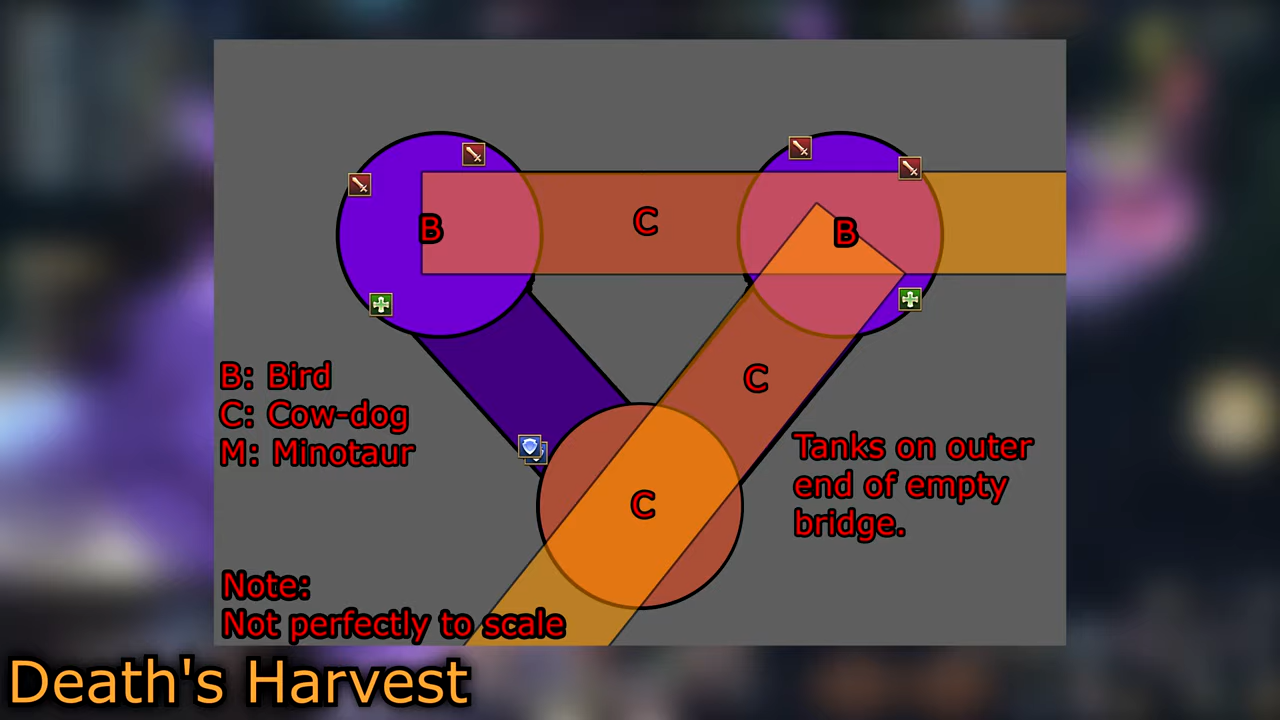 B
C
B
C
C
B: Bird
C: Cow-dog
M: Minotaur
Tanks on outer
end of empty
bridge.
Note:
Not perfectly to scale
Death's Harvest